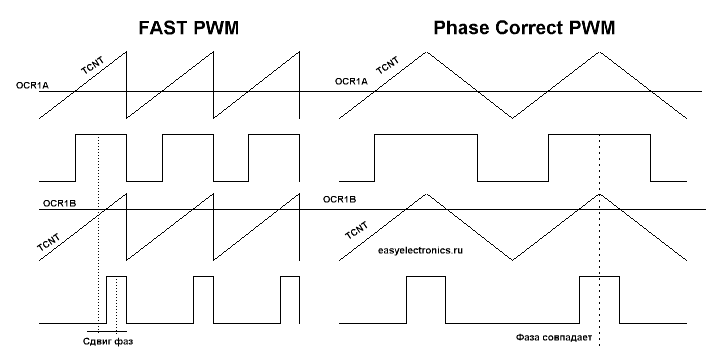 FAST PWM
Phase Correct PWM
TCNT
TCNT
OCR1A
OCR1A
OCR1B
OCR1B
TCNT
TCNT
easyelectronics.ru
Сдвиг фаз
Фаза совпадает